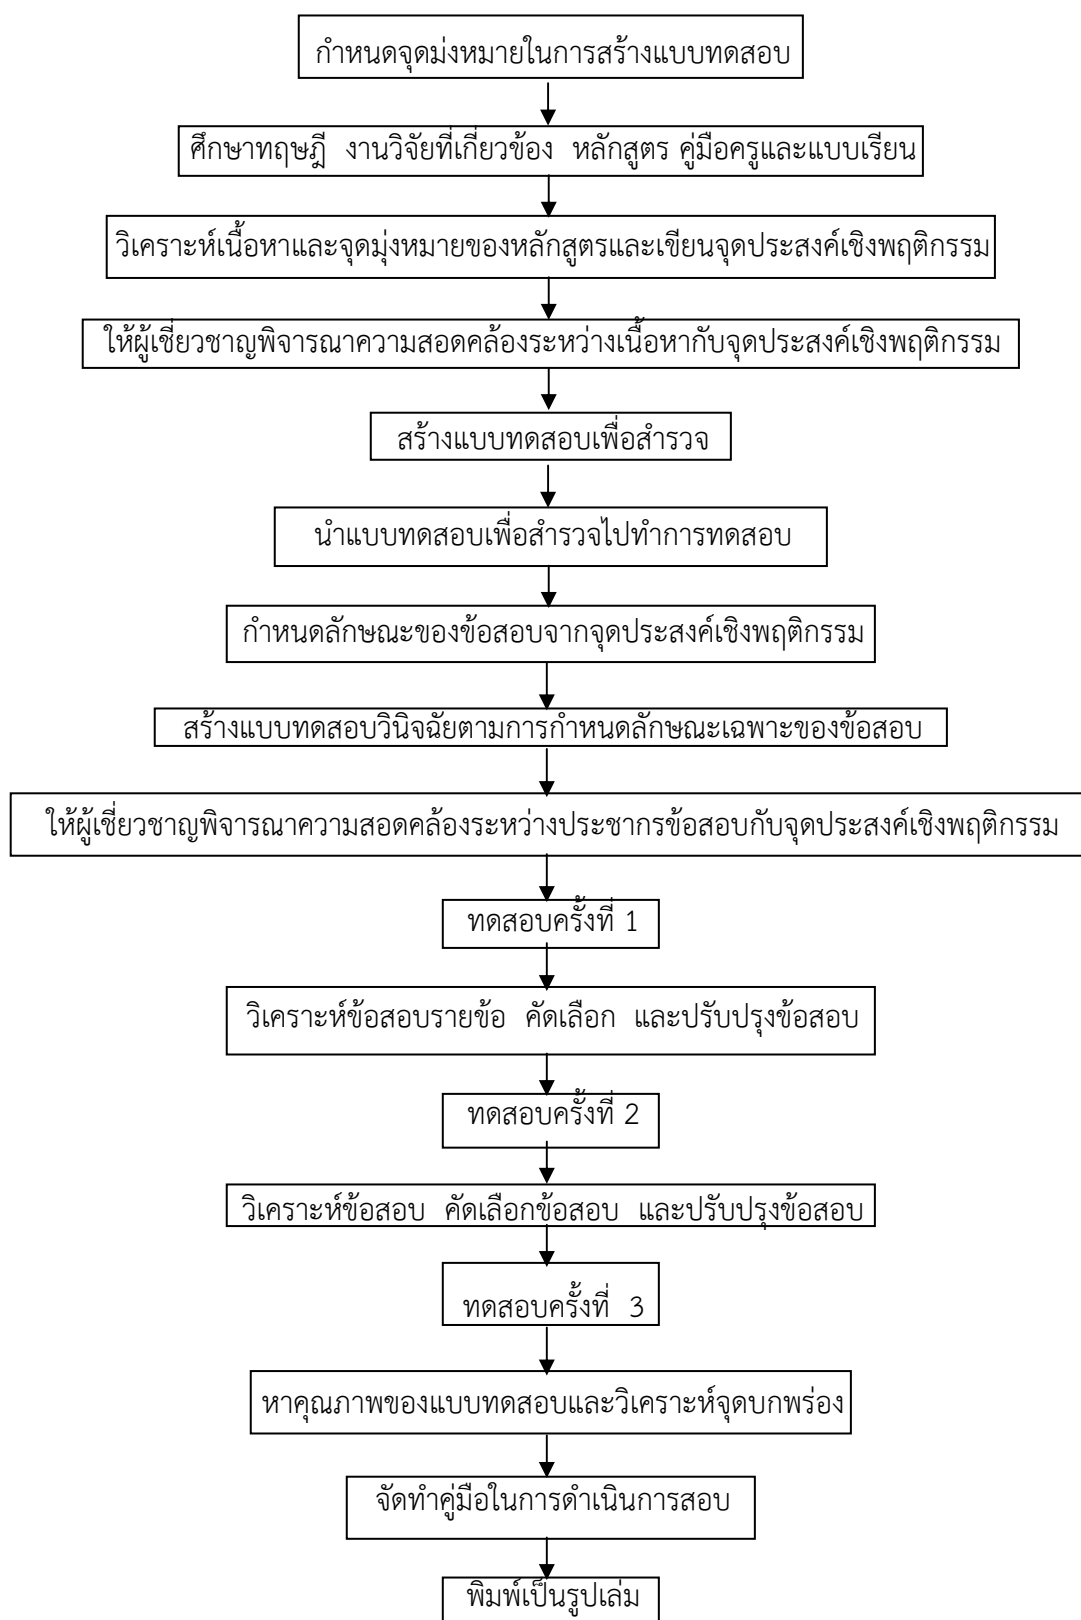 กำหนดจุดม่งหมายในการสร้างแบบทดสอบ
ศึกษาทฤษฎี งานวิจัยที่เกี่ยวข้อง หลักสูตร คู่มือครูและแบบเรียน
วิเคราะห์เนื้อหาและจุดมุ่งหมายของหลักสูตรและเขียนจุดประสงค์เชิงพฤติกรรม
ให้ผู้เชี่ยวชาญพิจารณาความสอดคล้องระหว่างเนื้อหากับจุดประสงค์เชิงพฤติกรรม
สร้างแบบทดสอบเพื่อสำรวจ
นำแบบทดสอบเพื่อสำรวจไปทำการทดสอบ
กำหนดลักษณะของข้อสอบจากจุดประสงค์เชิงพฤติกรรม
สร้างแบบทดสอบวินิจฉัยตามการกำหนดลักษณะเฉพาะของข้อสอบ
ให้ผู้เชี่ยวชาญพิจารณาความสอดคล้องระหว่างประชากรข้อสอบกับจุดประสงค์เชิงพฤติกรรม
ทดสอบครั้งที่ 1
วิเคราะห์ข้อสอบรายข้อ คัดเลือก และปรับปรุงข้อสอบ
ทดสอบครั้งที่ 2
วิเคราะห์ข้อสอบ คัดเลือกข้อสอบ และปรับปรุงข้อสอบ
ทดสอบครั้งที่ 3
หาคุณภาพของแบบทดสอบและวิเคราะห์จุดบกพร่อง
จัดทำคู่มือในการดำเนินการสอบ
พิมพ์เป็นรูปเล่ม